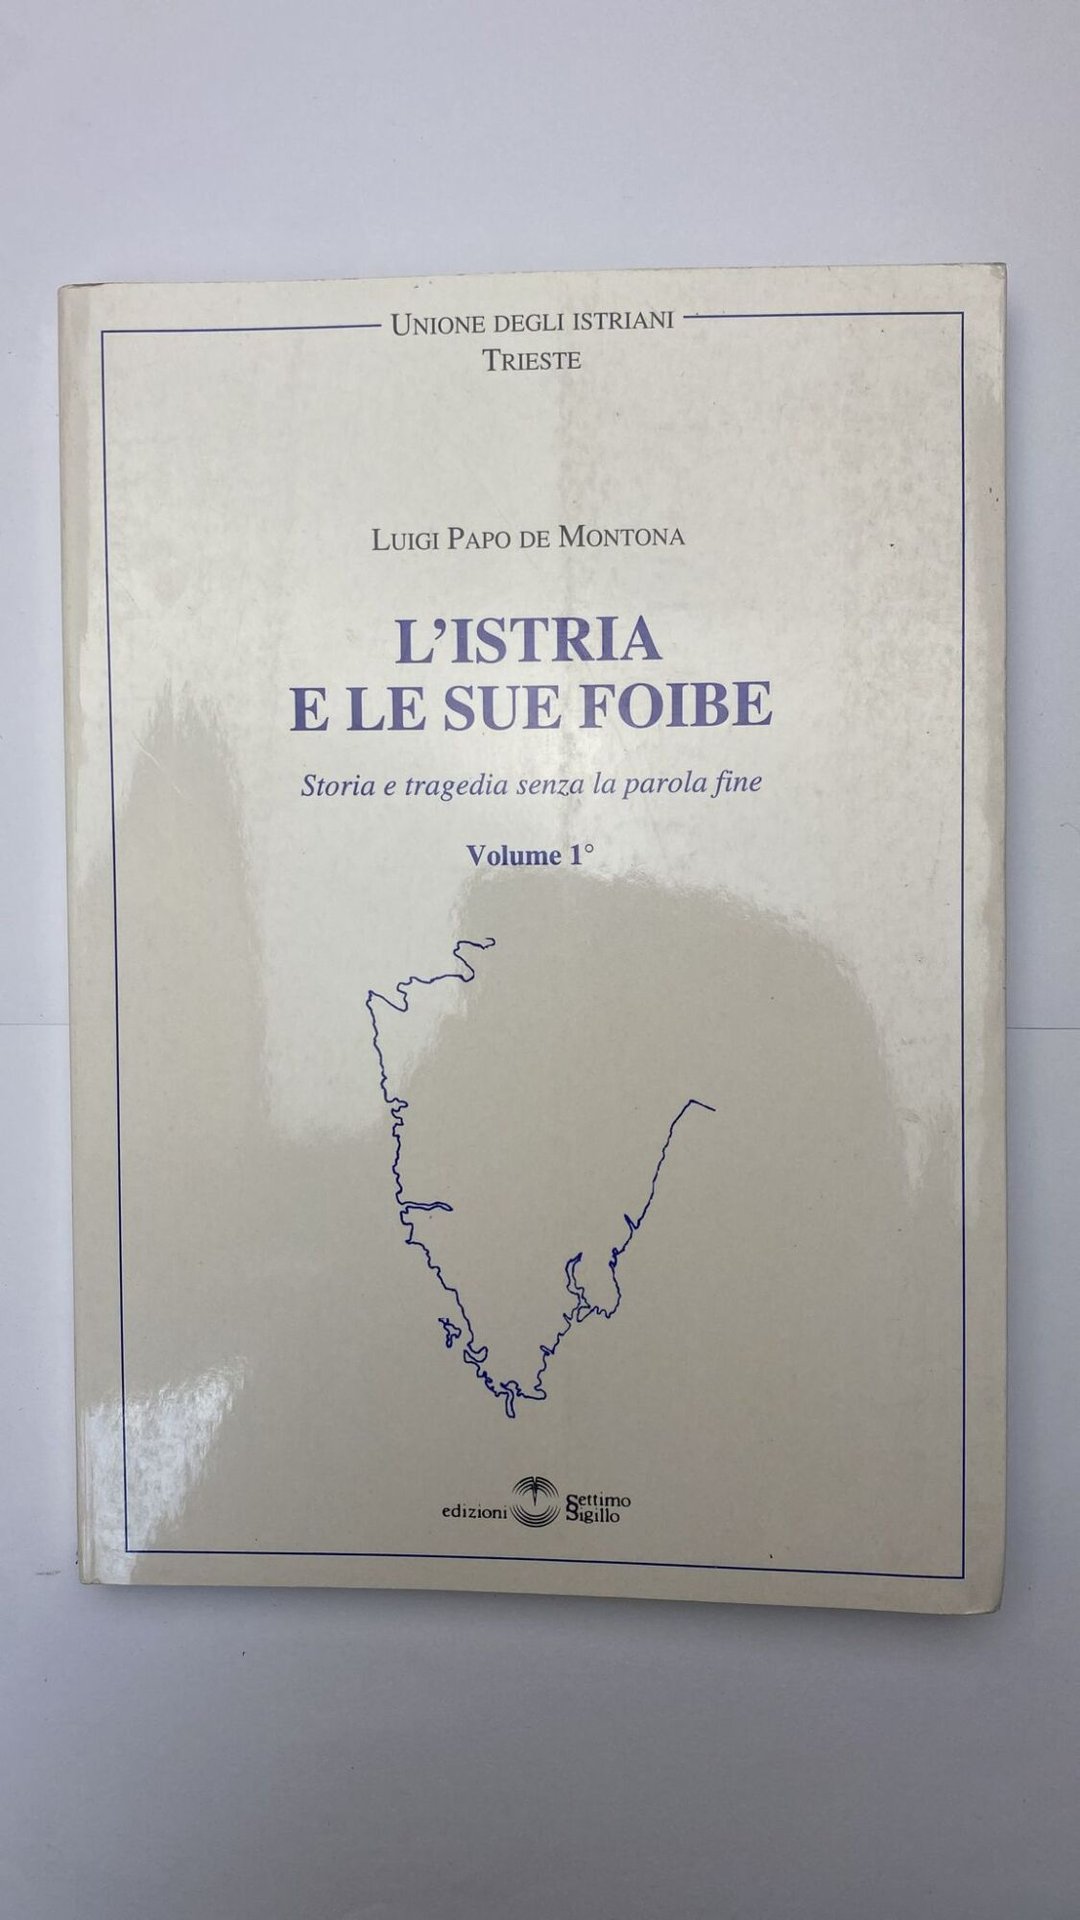 UNIONE DEGLI ISTRIANI
TRIESTE
LUIGI PAPO DE MONTONA
L'ISTRIA
E LE SUE FOIBE
Storia e tragedia senza la parola fine
Volume 1°
edizioni Settimo
Sigillo